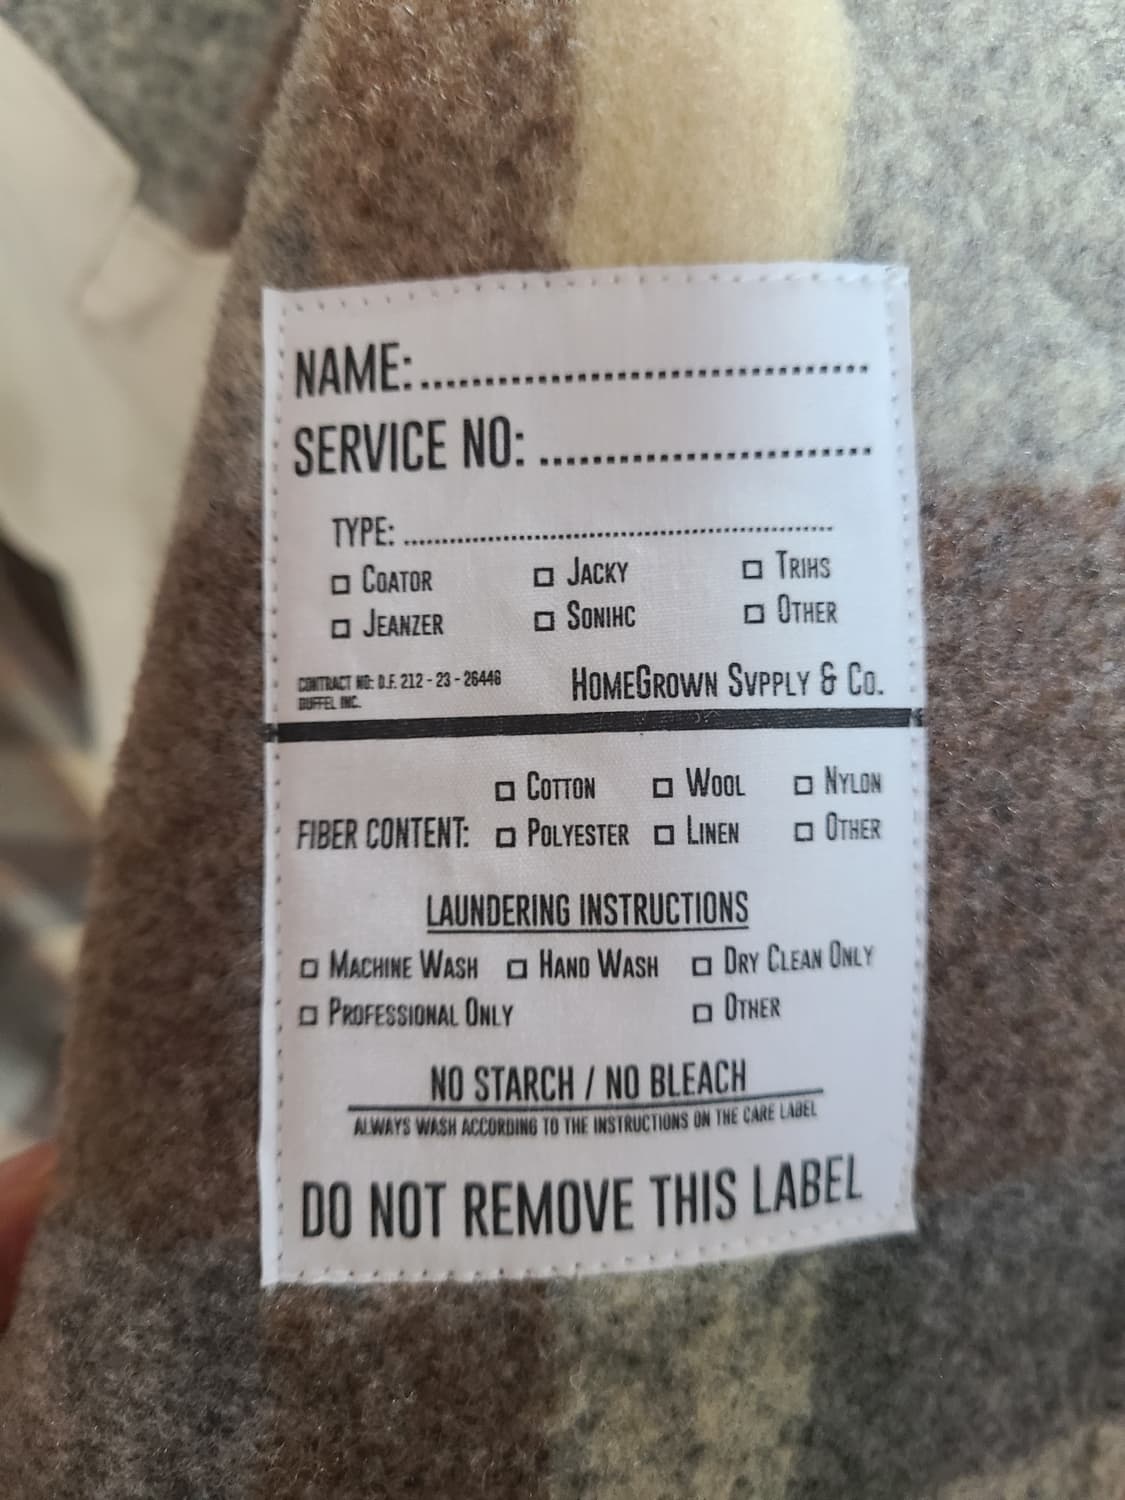 NAME:....................................
SERVICE NO: .........................
TYPE: ................................................
☐ COATOR ☐ JACKY ☐ TRIHS
☐ JEANZER ☐ SONIHC ☐ OTHER
CONTRACT NO: D.F. 212 - 23 - 26446
DUFFEL INC.
HOMEGROWN SVPPLY & CO.
☐ COTTON ☐ WOOL ☐ NYLON
FIBER CONTENT: ☐ POLYESTER ☐ LINEN ☐ OTHER
LAUNDERING INSTRUCTIONS
☐ MACHINE WASH ☐ HAND WASH ☐ DRY CLEAN ONLY
☐ PROFESSIONAL ONLY ☐ OTHER
NO STARCH / NO BLEACH
ALWAYS WASH ACCORDING TO THE INSTRUCTIONS ON THE CARE LABEL
DO NOT REMOVE THIS LABEL